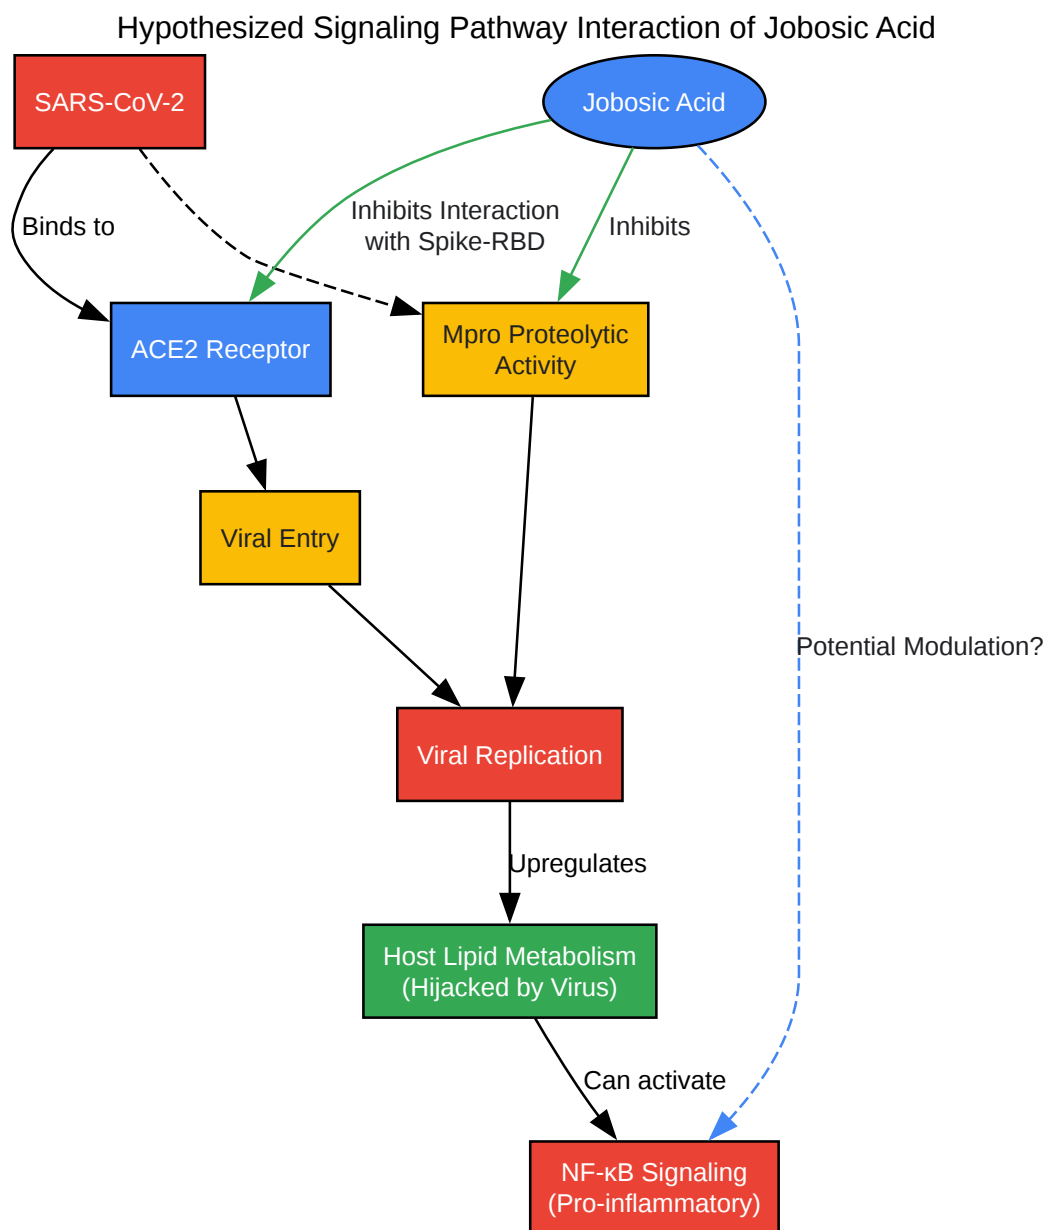 Hypothesized Signaling Pathway Interaction of Jobosic Acid
SARS-CoV-2
Jobosic Acid
Binds to
Inhibits Interaction
with Spike-RBD
Inhibits
ACE2 Receptor
Mpro Proteolytic
Activity
Viral Entry
Potential Modulation?
Viral Replication
Upregulates
Host Lipid Metabolism
(Hijacked by Virus)
Can activate
NF-κB Signaling
(Pro-inflammatory)